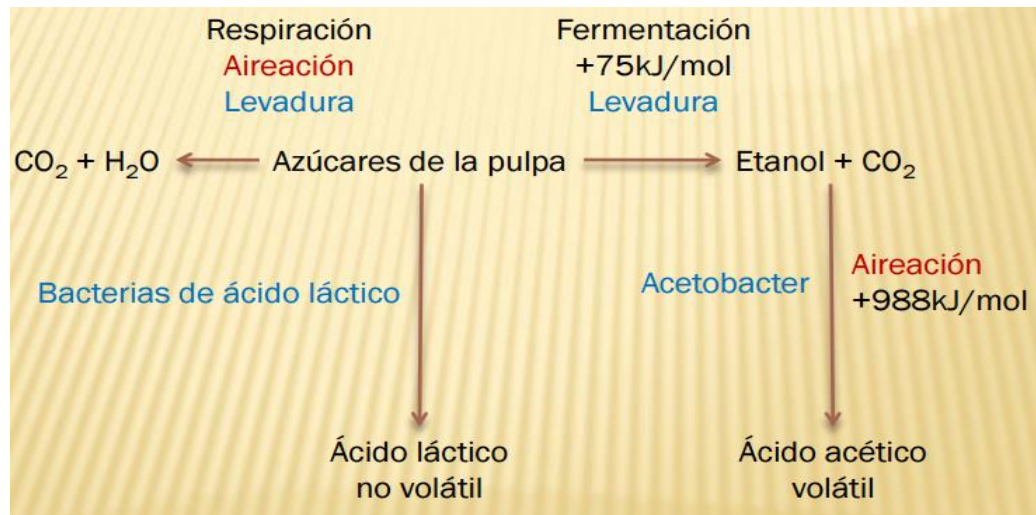 Respiración
Aireación
Levadura
Fermentación
+75kJ/mol
Levadura
CO₂ + H₂O
Azúcares de la pulpa
Etanol + CO₂
Bacterias de ácido láctico
Acetobacter
Aireación
+988kJ/mol
Ácido láctico
no volátil
Ácido acético
volátil